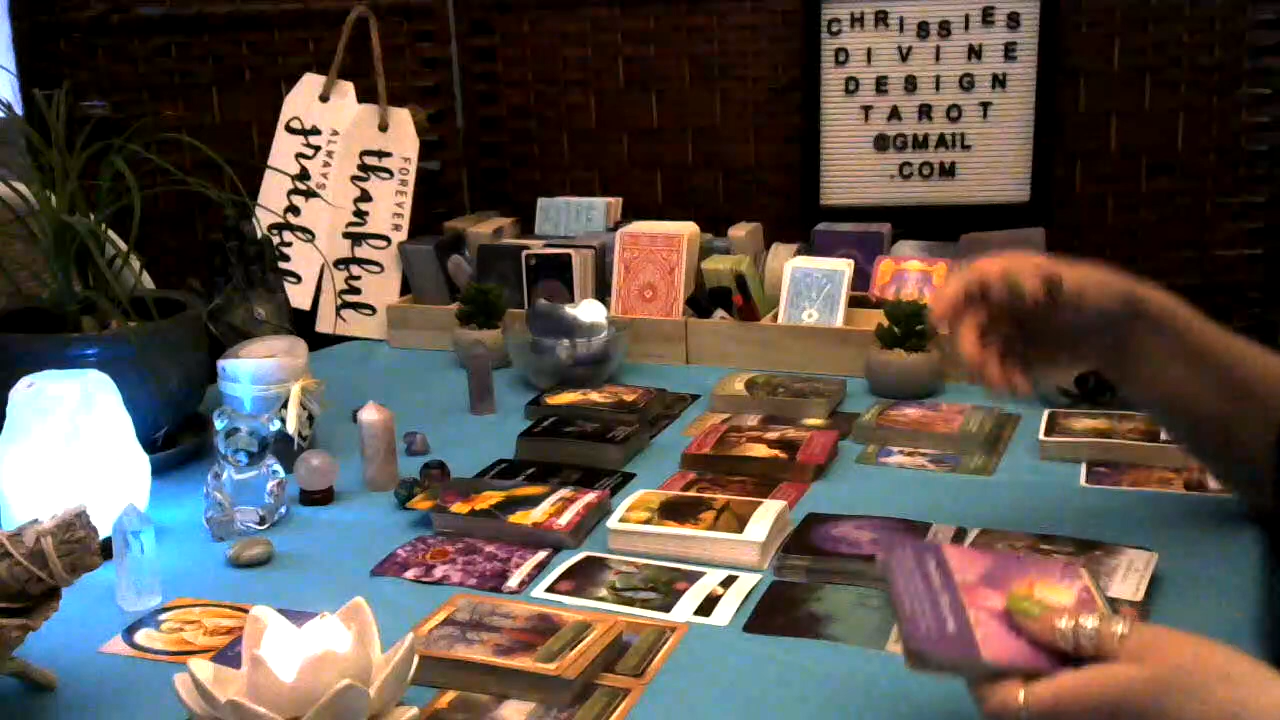 CHRISSIES
DIVINE
DESIGN
TAROT
@GMAIL
.COM
ALWAYS
grateful
FOREVER
thankful